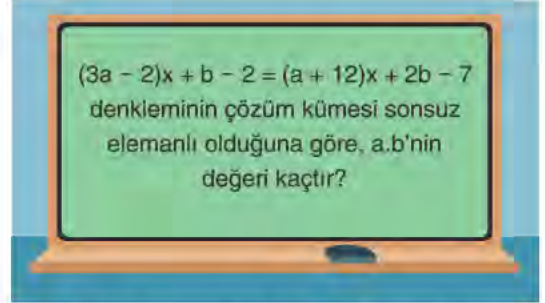 (3a – 2)x + b – 2 = (a + 12)x + 2b – 7
denkleminin çözüm kümesi sonsuz
elemanlı olduğuna göre, a.b'nin
değeri kaçtır?